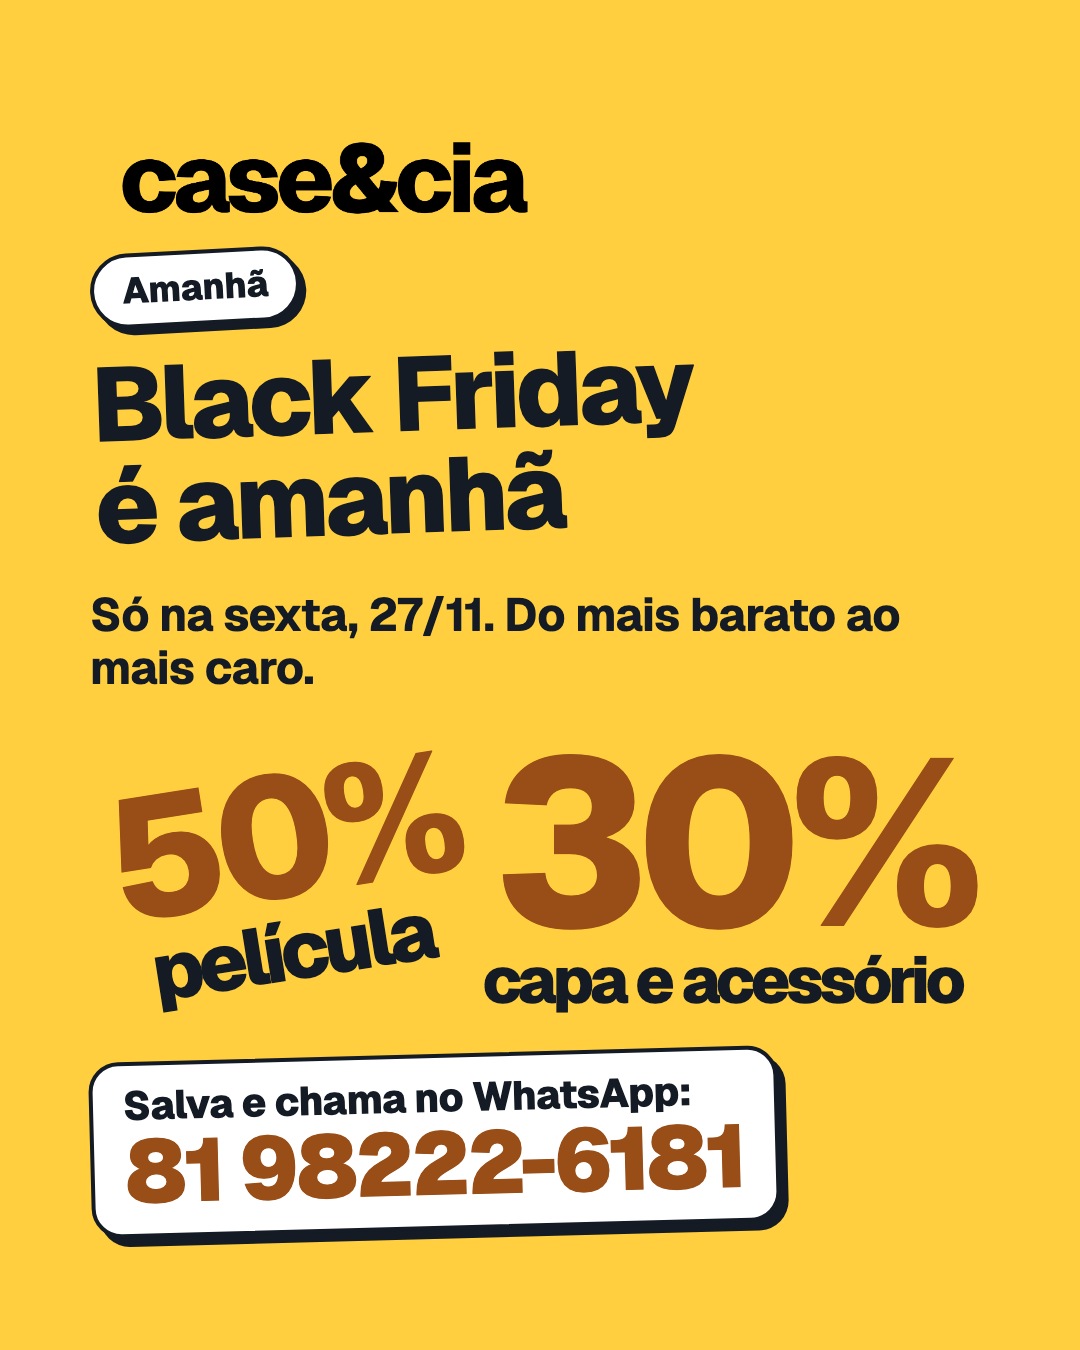 case&cia
Amanhã
Black Friday
é amanhã
Só na sexta, 27/11. Do mais barato ao
mais caro.
50%
película
30%
capa e acessório
Salva e chama no WhatsApp:
81 98222-6181